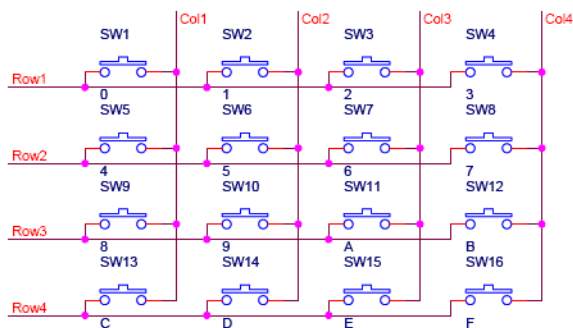 Col1 Col2 Col3 Col4
SW1 SW2 SW3 SW4
Row1
0 1 2 3
SW5 SW6 SW7 SW8
Row2
4 5 6 7
SW9 SW10 SW11 SW12
Row3
8 9 A B
SW13 SW14 SW15 SW16
Row4
C D E F